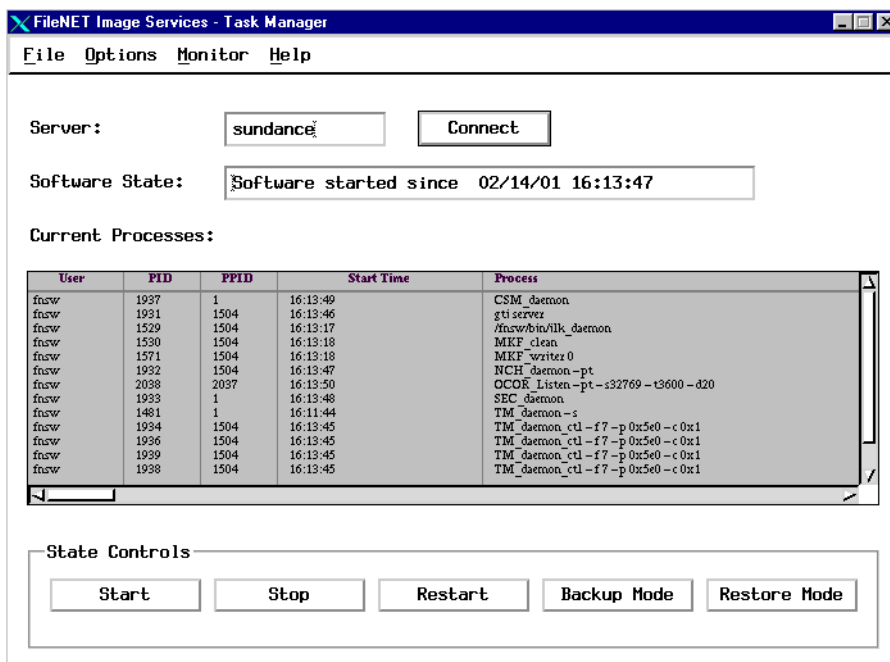 FileNET Image Services - Task Manager
File Options Monitor Help
Server: sundance Connect
Software State: Software started since 02/14/01 16:13:47
Current Processes:
User PID PPID Start Time Process
fnsw 1937 1 16:13:49 CSM_daemon
fnsw 1931 1504 16:13:46 gti server
fnsw 1529 1504 16:13:17 /fnsw/bin/ilk_daemon
fnsw 1530 1504 16:13:18 MKF_clean
fnsw 1571 1504 16:13:18 MKF_writer 0
fnsw 1932 1504 16:13:47 NCH_daemon -pt
fnsw 2038 2037 16:13:50 OCOR_Listen -pt -s32769 -t3600 -d20
fnsw 1933 1 16:13:48 SEC_daemon
fnsw 1481 1 16:11:44 TM_daemon -s
fnsw 1934 1504 16:13:45 TM_daemon_ctl -f 7 -p 0x5e0 -c 0x1
fnsw 1936 1504 16:13:45 TM_daemon_ctl -f 7 -p 0x5e0 -c 0x1
fnsw 1939 1504 16:13:45 TM_daemon_ctl -f 7 -p 0x5e0 -c 0x1
fnsw 1938 1504 16:13:45 TM_daemon_ctl -f 7 -p 0x5e0 -c 0x1
State Controls
Start Stop Restart Backup Mode Restore Mode